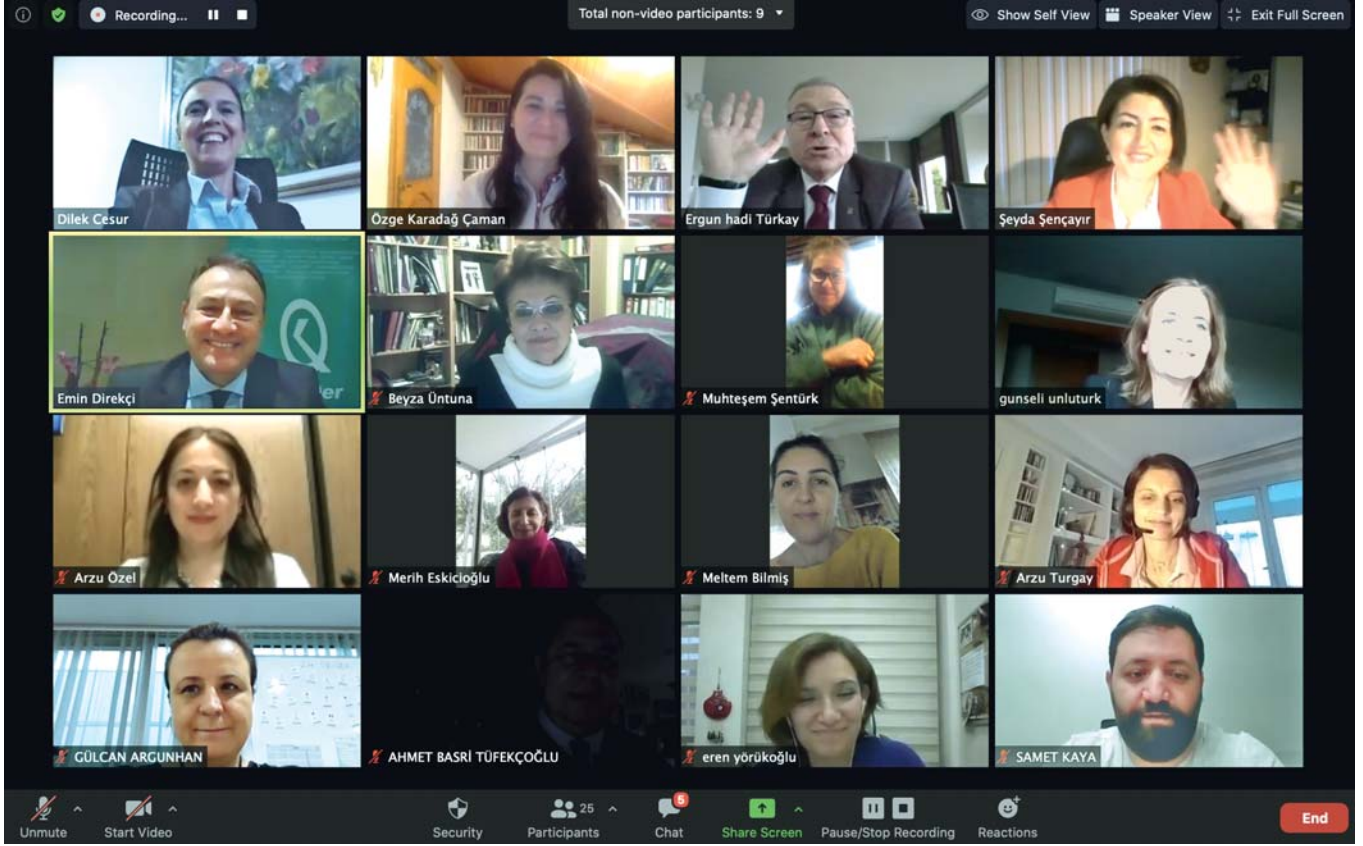 Recording...
Total non-video participants: 9
Show Self View
Speaker View
Exit Full Screen
Dilek Cesur
Özge Karadağ Çaman
Ergun hadi Türkay
Şeyda Şençayır
Emin Direkçi
Beyza Üntuna
Muhteşem Şentürk
gunseli unluturk
Arzu Özel
Merih Eskicioğlu
Meltem Bilmiş
Arzu Turgay
GÜLCAN ARGUNHAN
AHMET BASRİ TÜFEKÇOĞLU
eren yörükoğlu
SAMET KAYA
Unmute
Start Video
Security
25
Participants
5
Chat
Share Screen
Pause/Stop Recording
Reactions
End